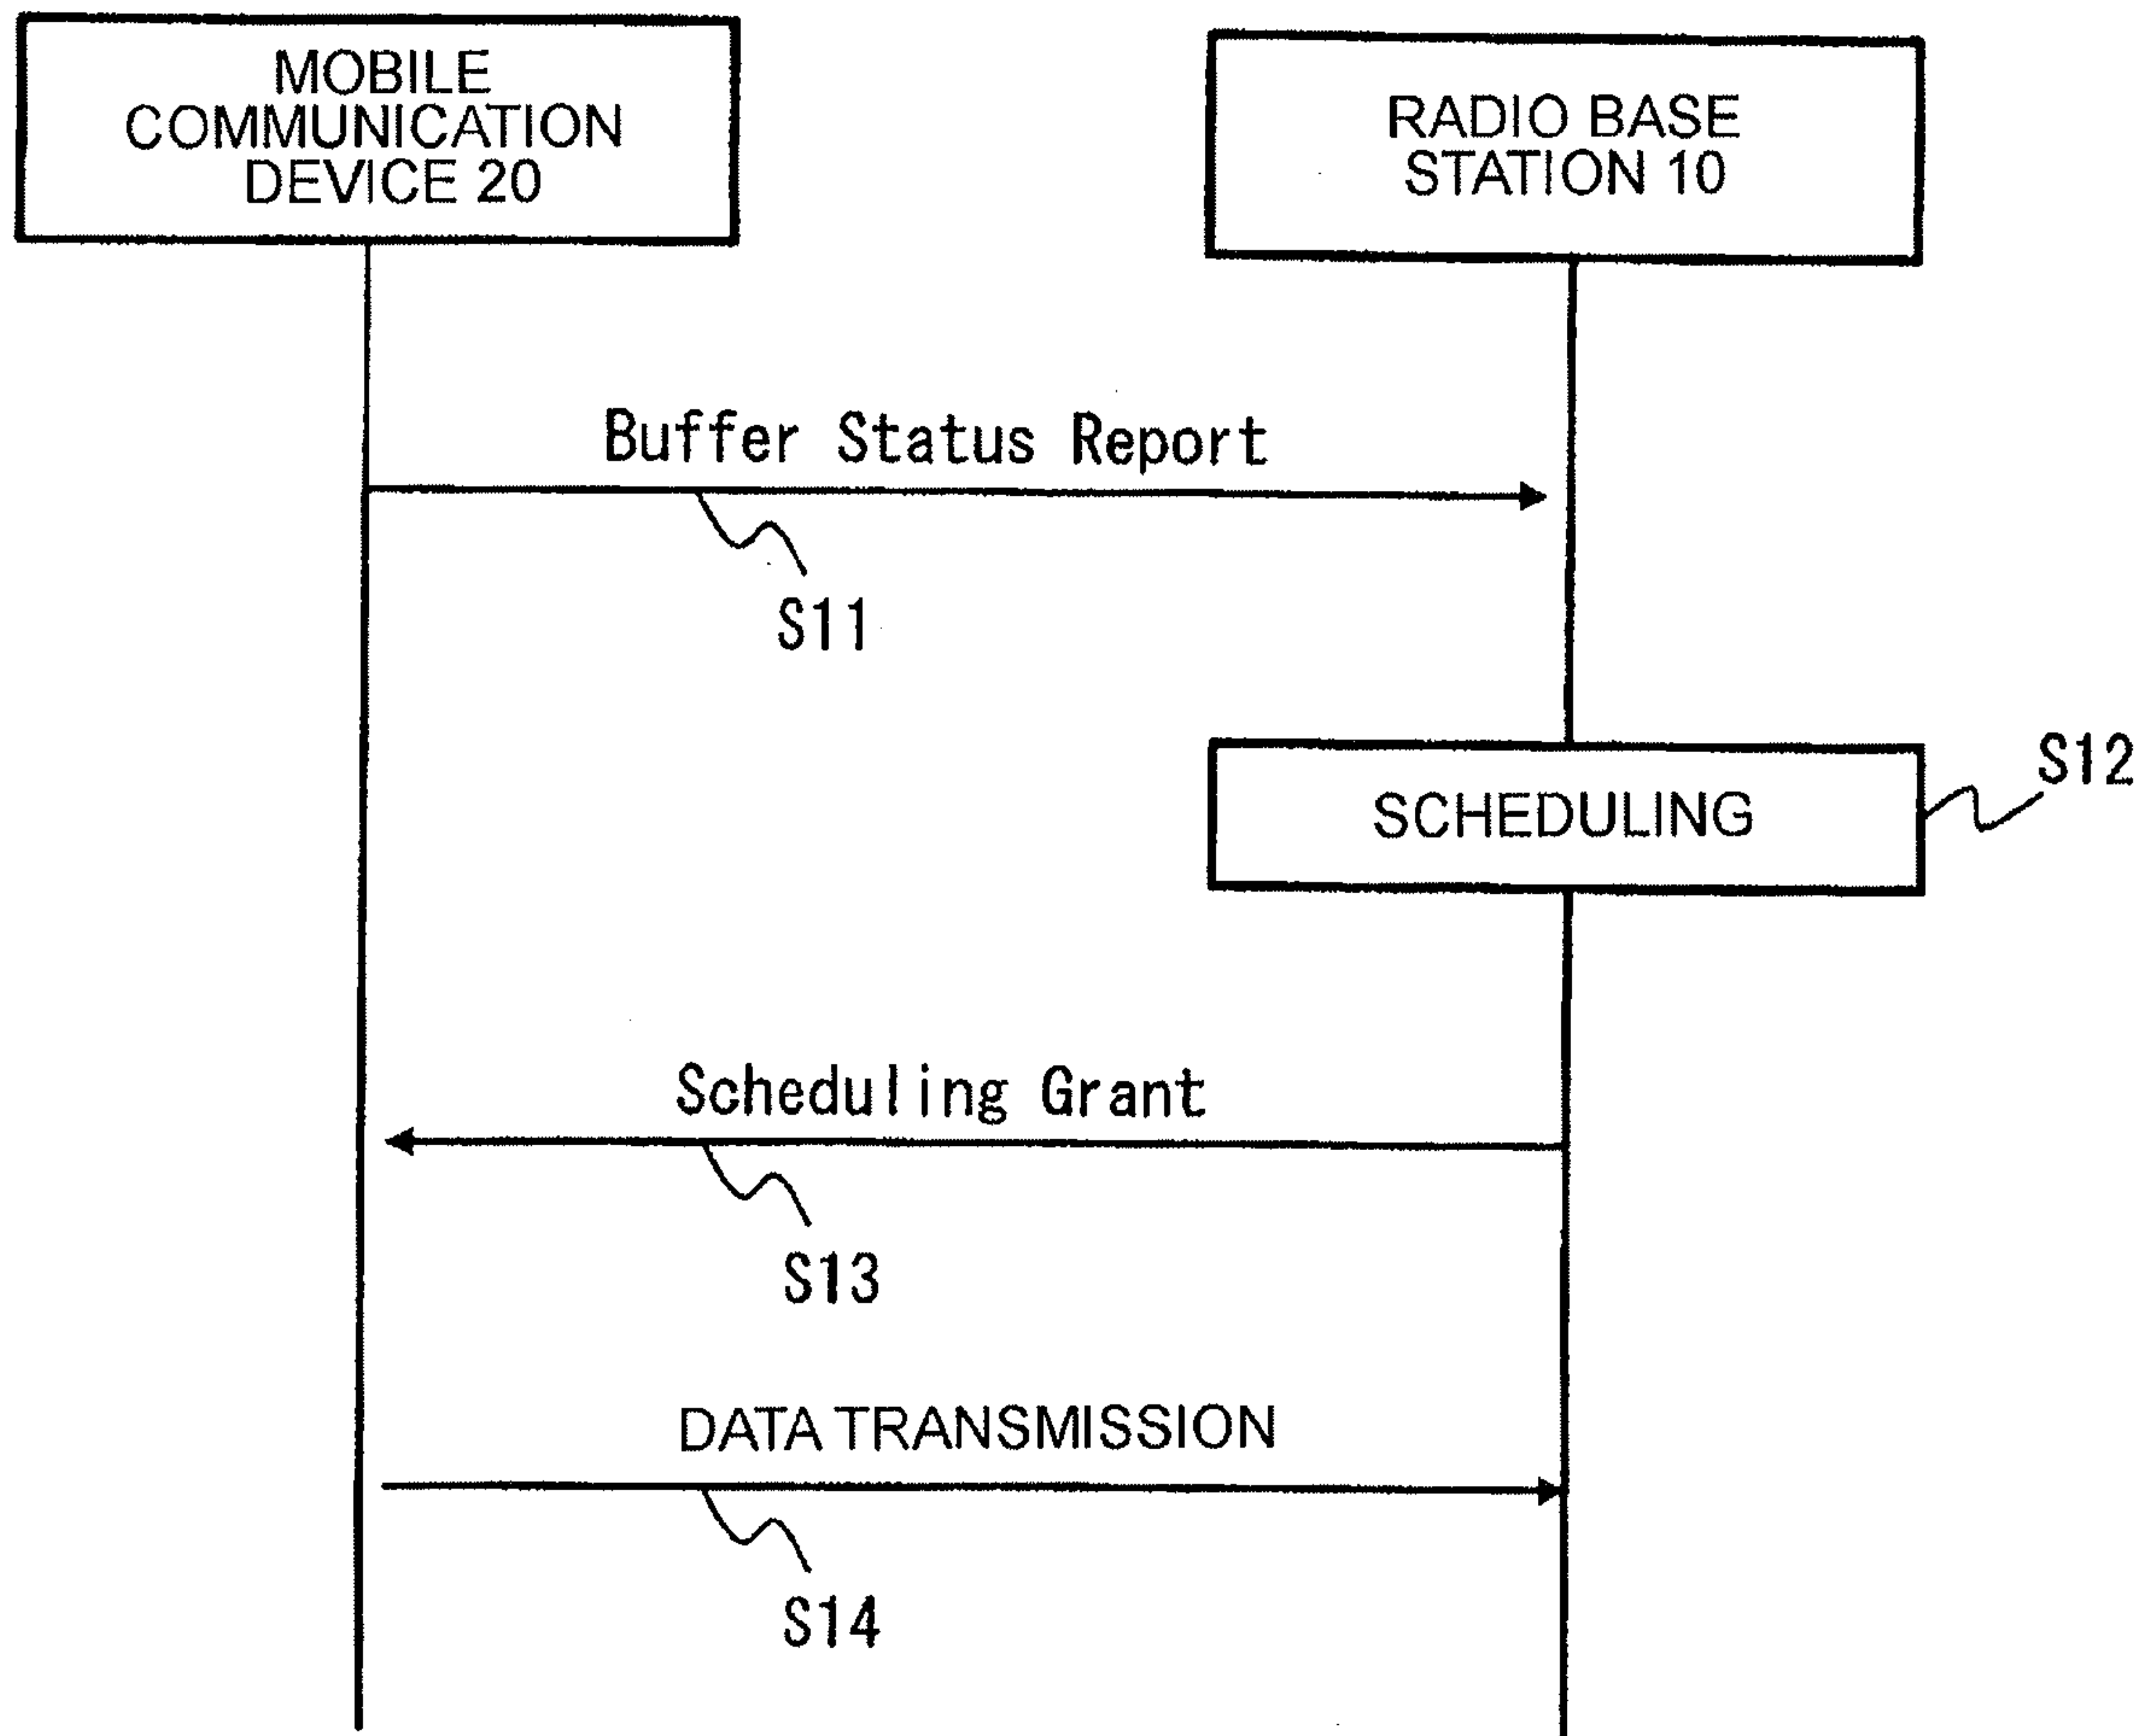 MOBILE
COMMUNICATION
DEVICE 20
RADIO BASE
STATION 10
Buffer Status Report
S11
S12
SCHEDULING
Scheduling Grant
S13
DATA TRANSMISSION
S14